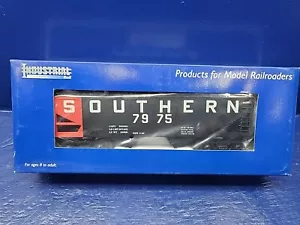 INDUSTRIAL
Products for Model Railroaders
SOUTHERN
7975
For ages 8 to adult.